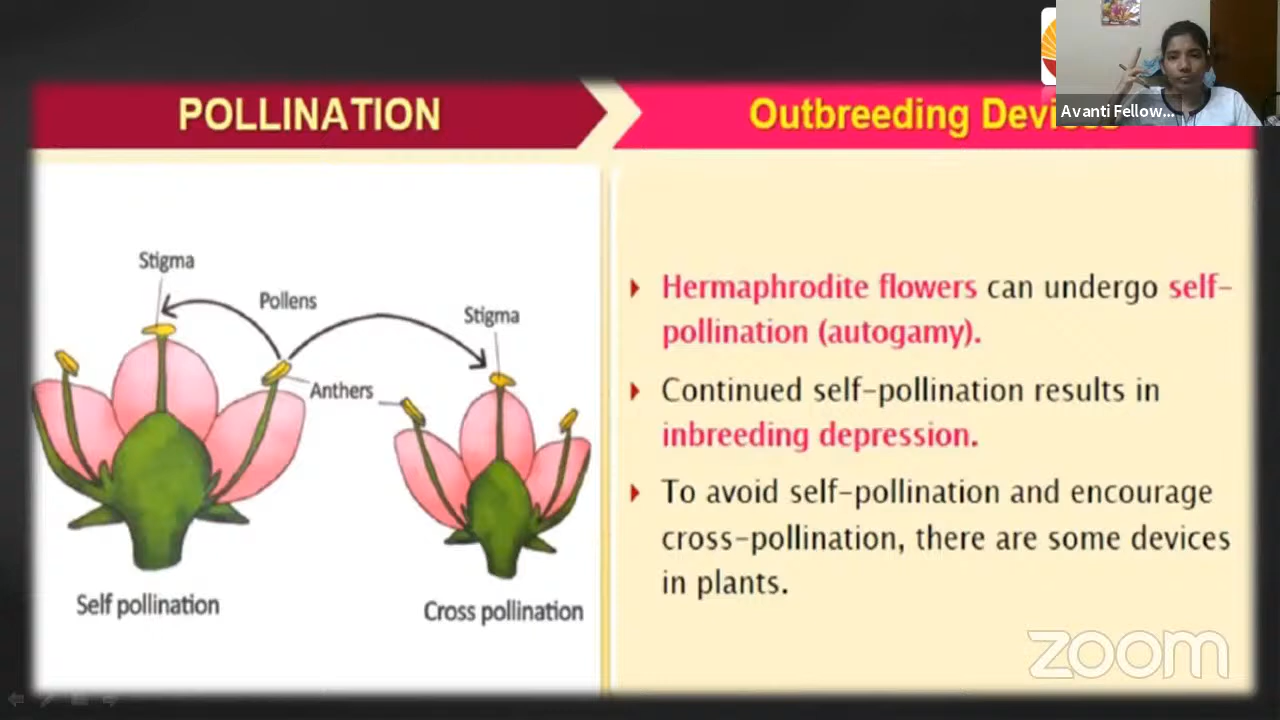 POLLINATION
Outbreeding Devices
Avanti Fellow...
Stigma
Pollens
Stigma
Anthers
Self pollination
Cross pollination
Hermaphrodite flowers can undergo self-
pollination (autogamy).
Continued self-pollination results in
inbreeding depression.
To avoid self-pollination and encourage
cross-pollination, there are some devices
in plants.
zoom